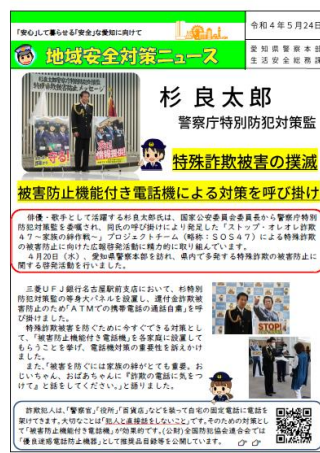 「安心」して暮らせる「安全」な愛知に向けて
令和４年５月24日
地域安全対策ニュース
愛知県警察本部
生活安全総務課
杉 良太郎
警察庁特別防犯対策監
特殊詐欺被害の撲滅
被害防止機能付き電話機による対策を呼び掛け
俳優・歌手として活躍する杉良太郎氏は、国家公安委員会委員長から警察庁特別
防犯対策監を委嘱され、同氏の呼び掛けにより発足した「ストップ・オレオレ詐欺
４７～家族の絆作戦～」プロジェクトチーム（略称：ＳＯＳ４７）による特殊詐欺
の被害防止に向けた広報啓発活動に精力的に取り組んでいます。
４月20日（水）、愛知県警察本部を訪れ、県内で多発する特殊詐欺の被害防止に
関する啓発活動を行いました。
三菱ＵＦＪ銀行名古屋駅前支店において、杉特別
防犯対策監の等身大パネルを設置し、還付金詐欺被
害防止のため「ＡＴＭでの携帯電話の通話自粛」を呼
び掛けました。
特殊詐欺被害を防ぐために今すぐできる対策とし
て、「被害防止機能付き電話機」を各家庭に設置して
もらうことを挙げ、電話機対策の重要性を訴えかけ
ました。
また、「被害を防ぐには家族の絆がとても重要。お
じいちゃん、おばあちゃんに『詐欺の電話に気をつ
けて』と話をしてください。」と語りました。
STOP!
詐欺犯人は、「警察官」「役所」「百貨店」などを装って自宅の固定電話に電話を
架けてきます。大切なことは「犯人と直接話をしないこと」です。そのための対策とし
て「被害防止機能付き電話機」が効果的です。(公財)全国防犯協会連合会では
「優良迷惑電話防止機器」として推奨品目録等を公開しています。